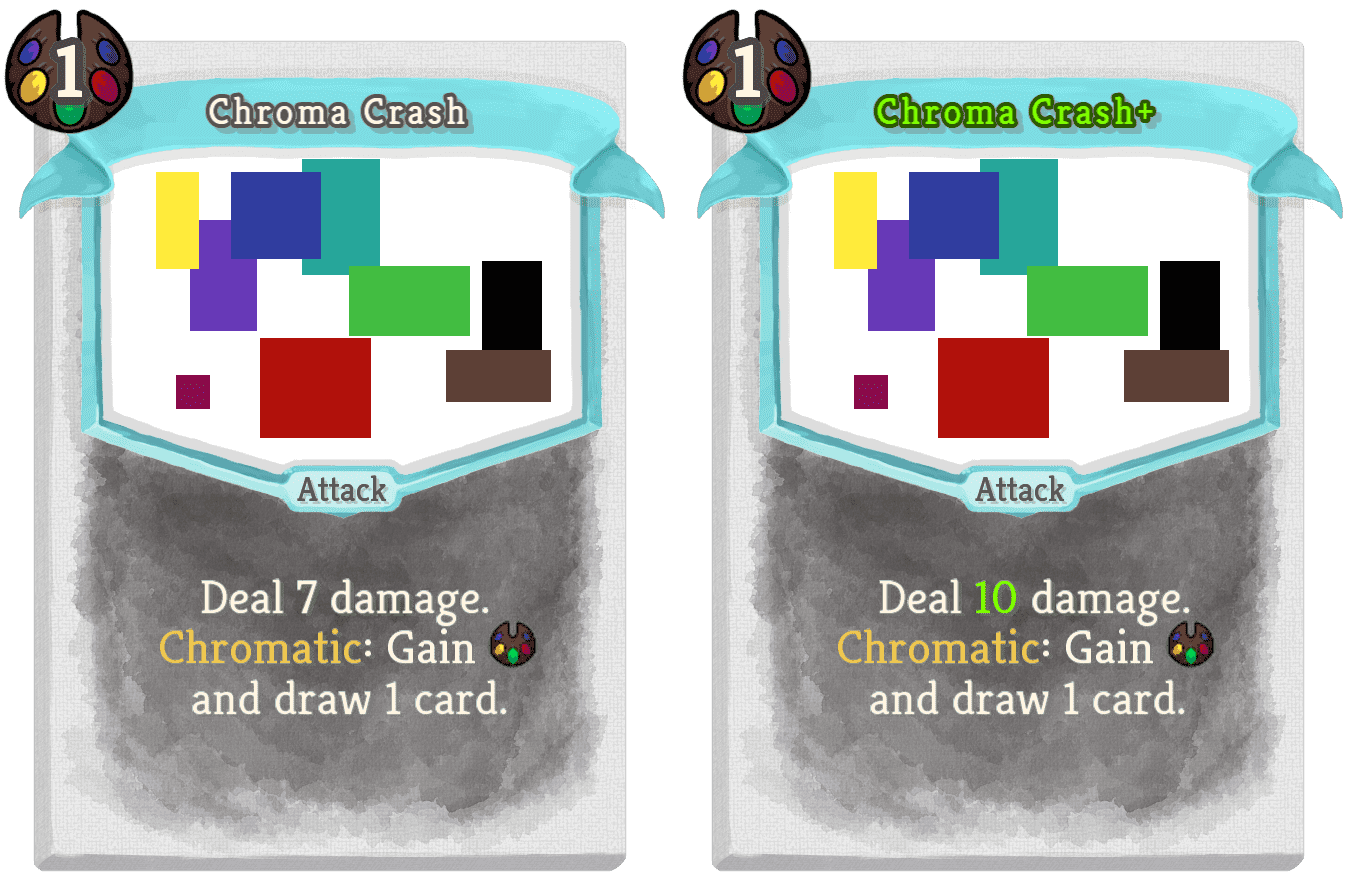 1
Chroma Crash
Attack
Deal 7 damage.
Chromatic: Gain
and draw 1 card.
1
Chroma Crash+
Attack
Deal 10 damage.
Chromatic: Gain
and draw 1 card.